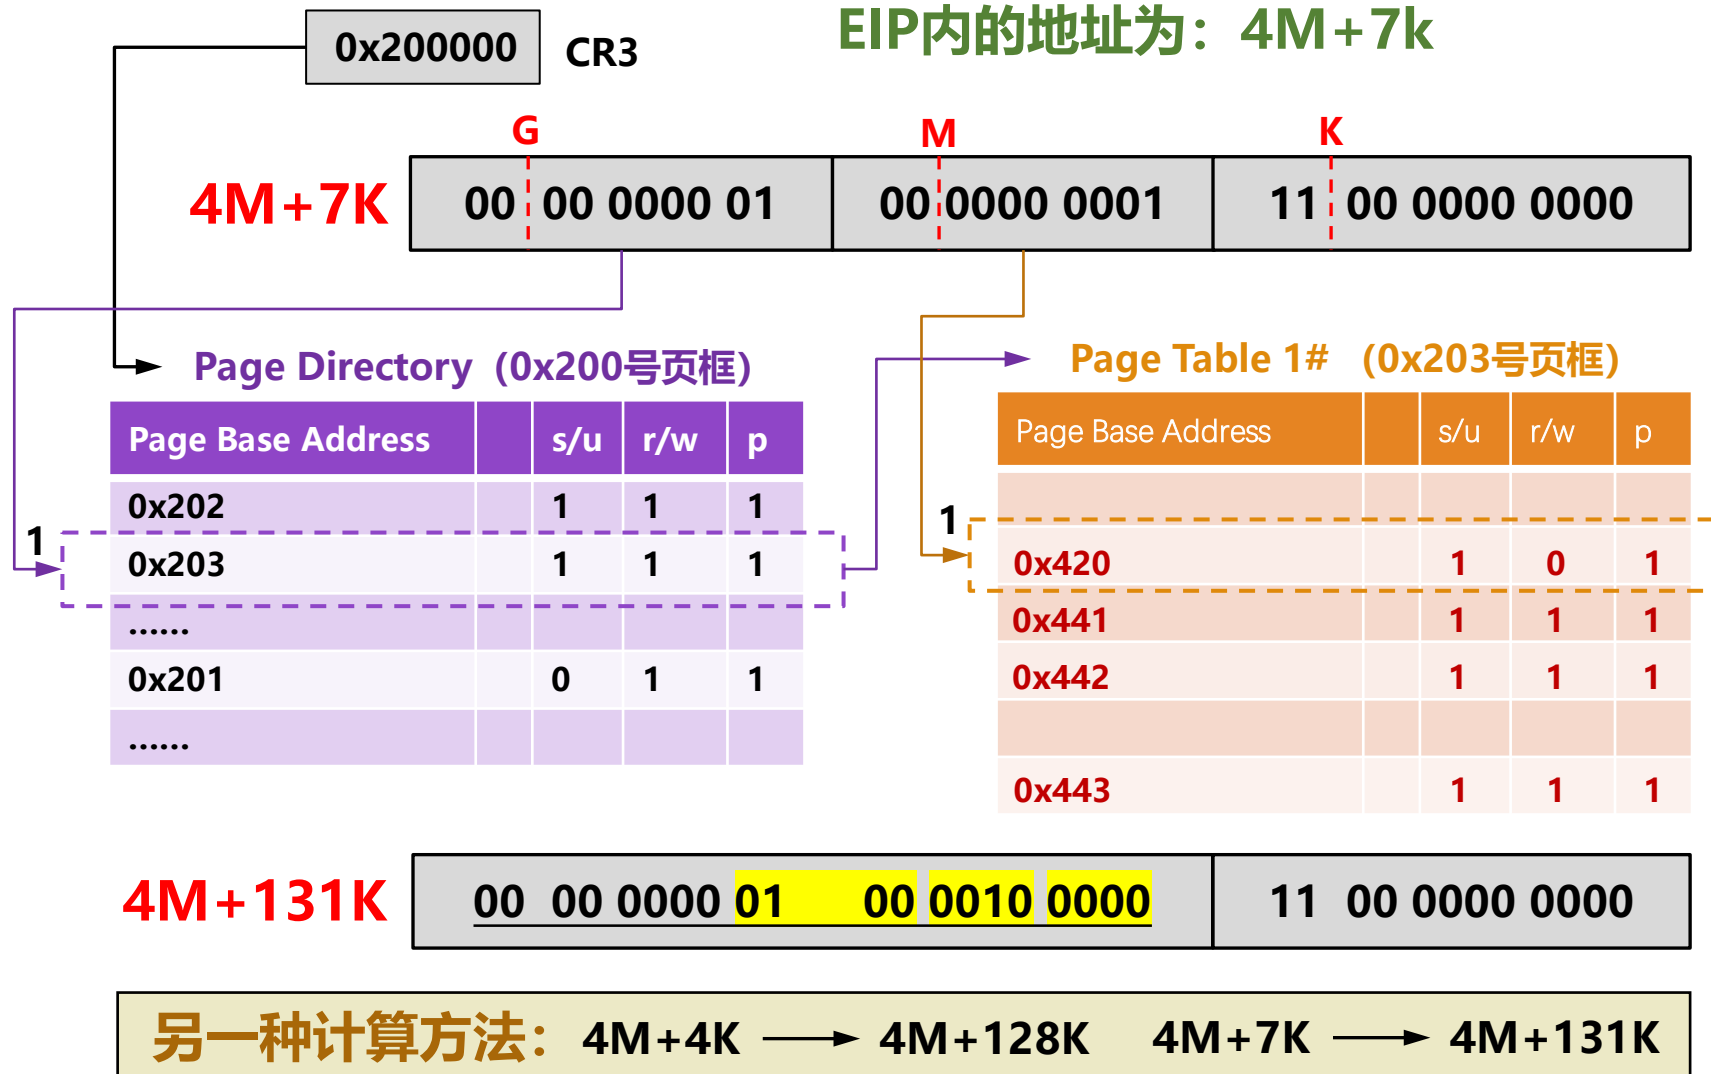 0x200000 CR3
EIP内的地址为：4M+7k
G M K
4M+7K 00 00 0000 01 00 0000 0001 11 00 0000 0000
Page Directory（0x200号页框）
Page Table 1# （0x203号页框）
Page Base Address s/u r/w p
0x202 1 1 1
1
0x203 1 1 1
......
0x201 0 1 1
......
Page Base Address s/u r/w p
1
0x420 1 0 1
0x441 1 1 1
0x442 1 1 1
0x443 1 1 1
4M+131K 00 00 0000 01 00 0010 0000 11 00 0000 0000
另一种计算方法：4M+4K 4M+128K 4M+7K 4M+131K